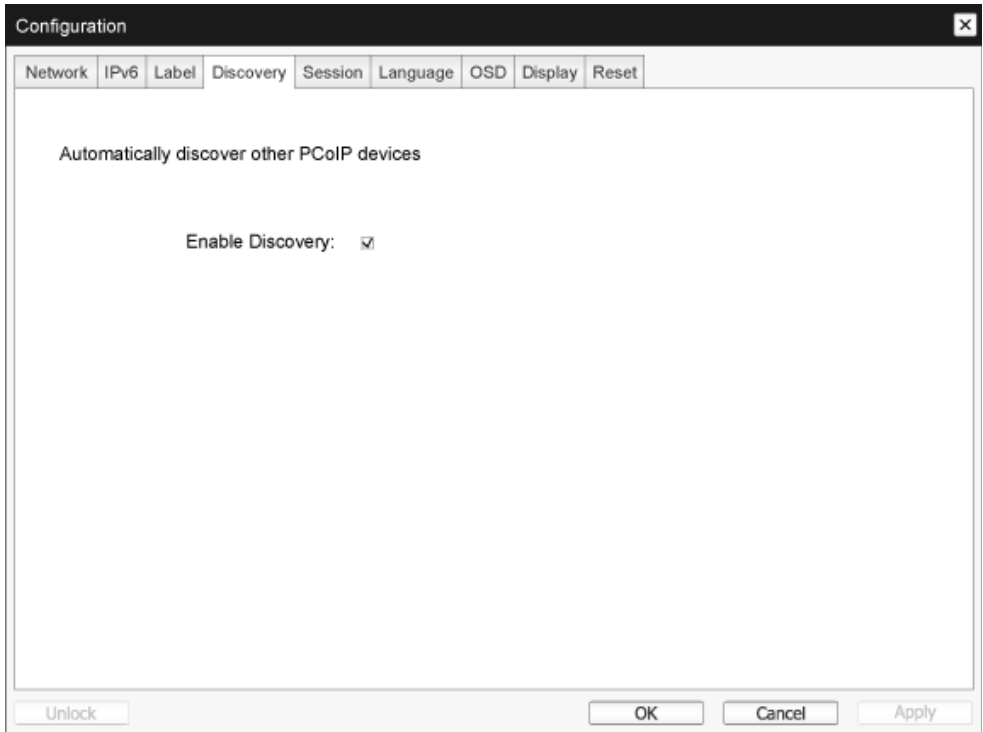 Configuration
Network IPv6 Label Discovery Session Language OSD Display Reset
Automatically discover other PCoIP devices
Enable Discovery:
Unlock OK Cancel Apply